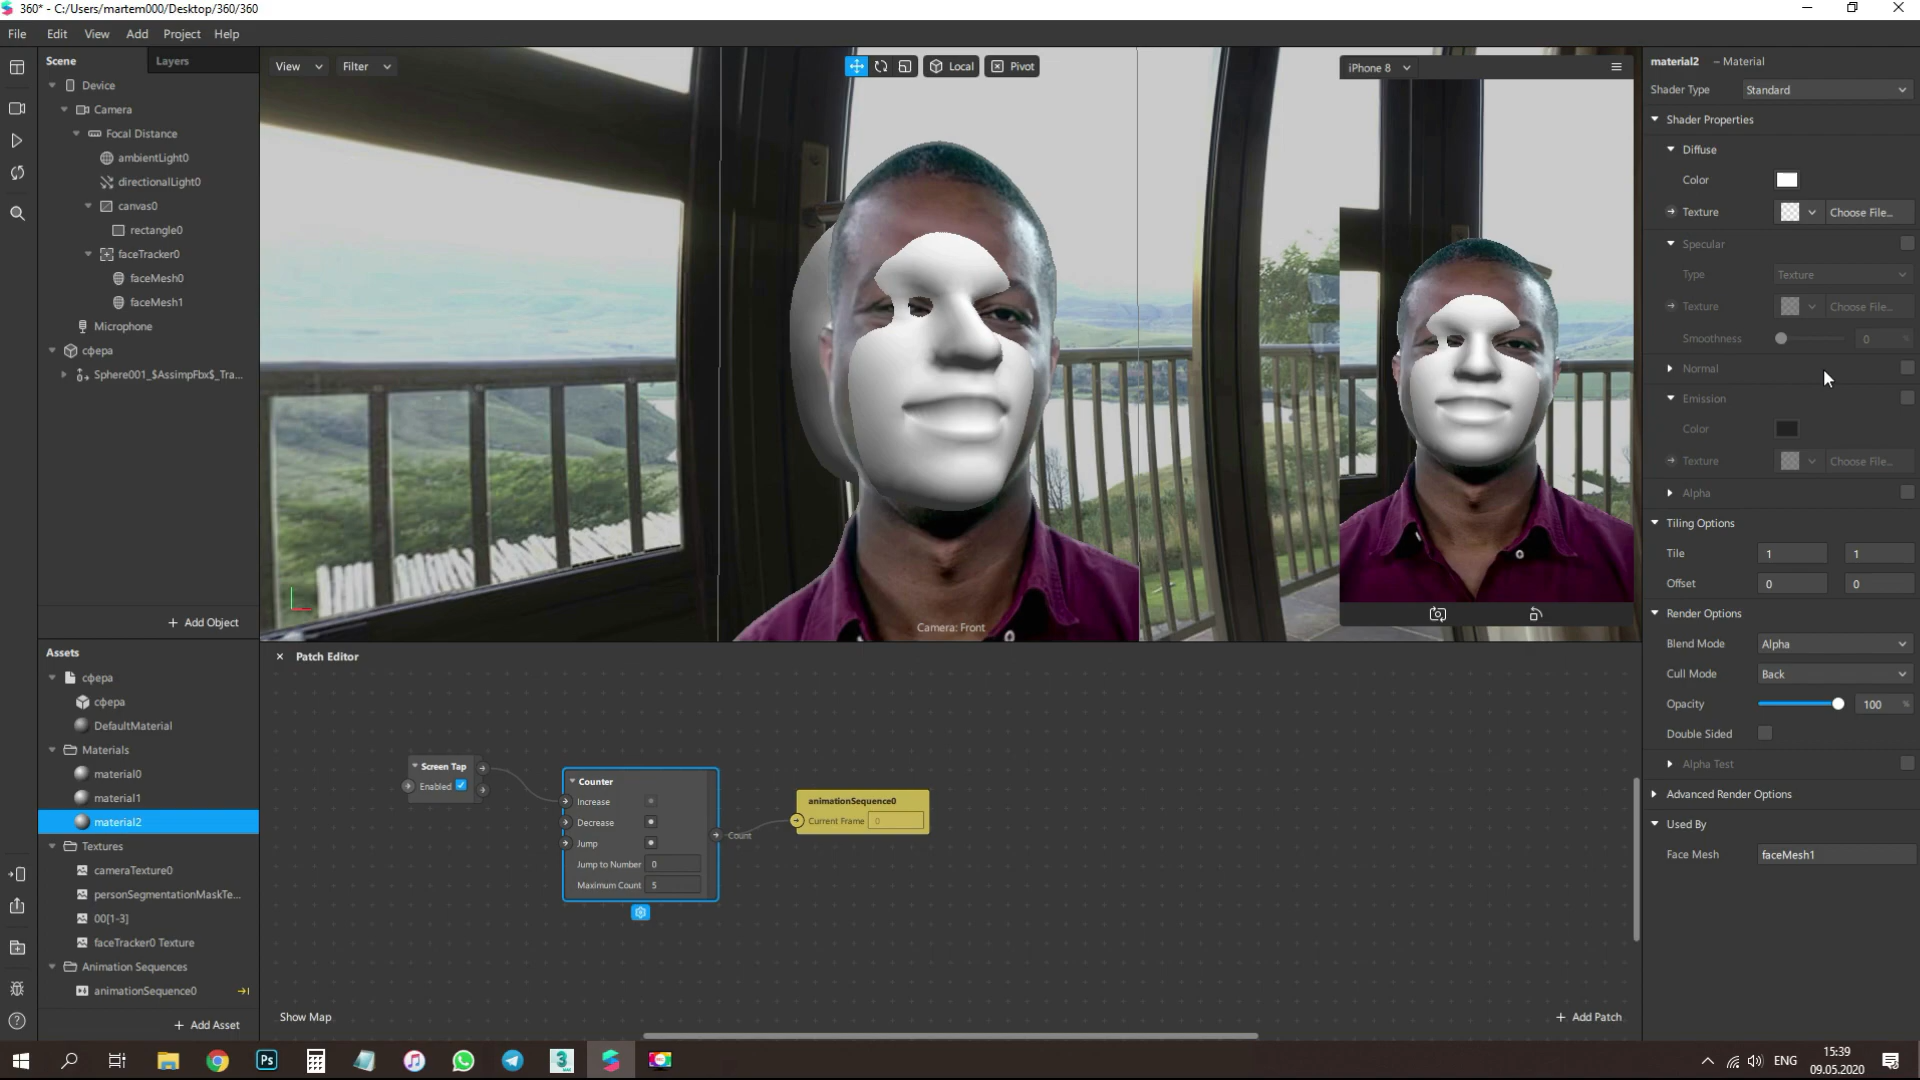 360* - C:/Users/martem000/Desktop/360/360
File Edit View Add Project Help
Scene Layers
Device
Camera
Focal Distance
ambientLight0
directionalLight0
canvas0
rectangle0
faceTracker0
faceMesh0
faceMesh1
Microphone
сфера
Sphere001_$AssimpFbx$_Tra...
+ Add Object
Assets
сфера
сфера
DefaultMaterial
Materials
material0
material1
material2
Textures
cameraTexture0
personSegmentationMaskTe...
00[1-3]
faceTracker0 Texture
Animation Sequences
animationSequence0
+ Add Asset
View Filter Local Pivot
Camera: Front
iPhone 8
Patch Editor
Screen Tap
Enabled
Counter
Increase
Decrease
Jump
Jump to Number 0
Maximum Count 5
Count
animationSequence0
Current Frame 0
Show Map
+ Add Patch
material2 – Material
Shader Type Standard
Shader Properties
Diffuse
Color
Texture Choose File...
Specular
Type Texture
Texture Choose File...
Smoothness 0 %
Normal
Emission
Color
Texture Choose File...
Alpha
Tiling Options
Tile 1 1
Offset 0 0
Render Options
Blend Mode Alpha
Cull Mode Back
Opacity 100 %
Double Sided
Alpha Test
Advanced Render Options
Used By
Face Mesh faceMesh1
Ps
3
ENG
15:39
09.05.2020